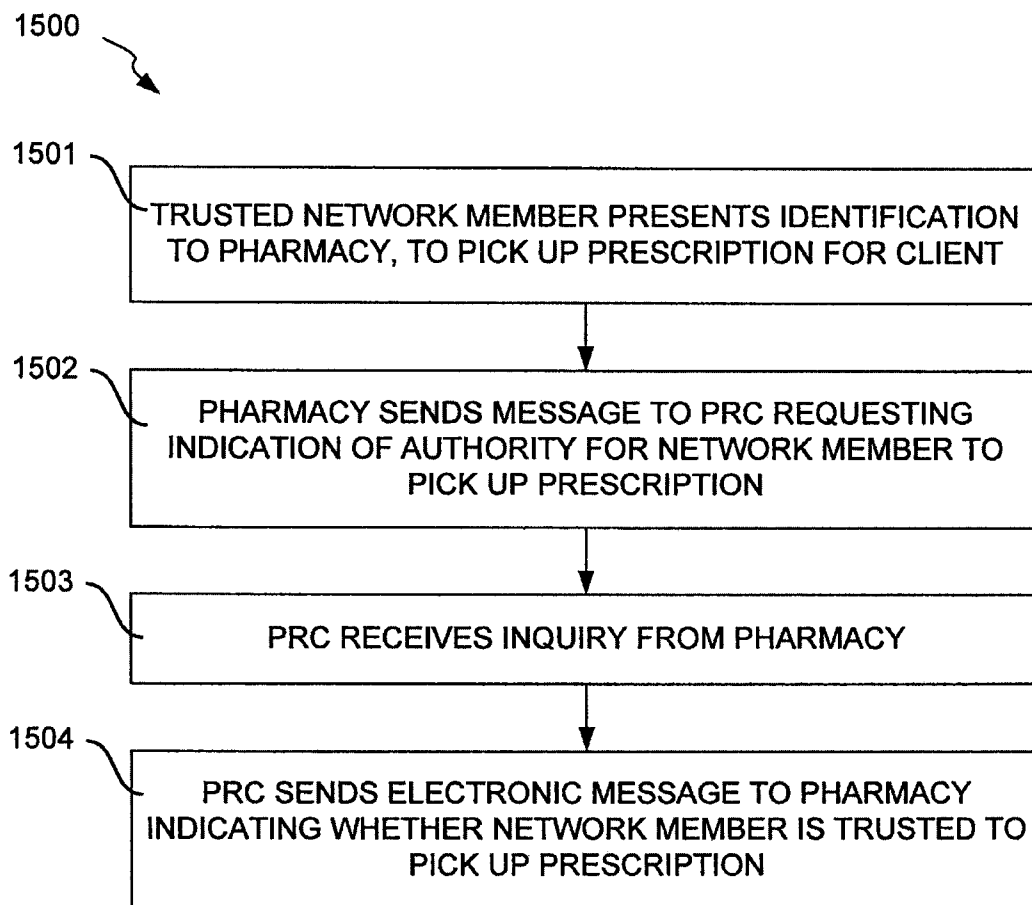 1500
1501
TRUSTED NETWORK MEMBER PRESENTS IDENTIFICATION
TO PHARMACY, TO PICK UP PRESCRIPTION FOR CLIENT
1502
PHARMACY SENDS MESSAGE TO PRC REQUESTING
INDICATION OF AUTHORITY FOR NETWORK MEMBER TO
PICK UP PRESCRIPTION
1503
PRC RECEIVES INQUIRY FROM PHARMACY
1504
PRC SENDS ELECTRONIC MESSAGE TO PHARMACY
INDICATING WHETHER NETWORK MEMBER IS TRUSTED TO
PICK UP PRESCRIPTION